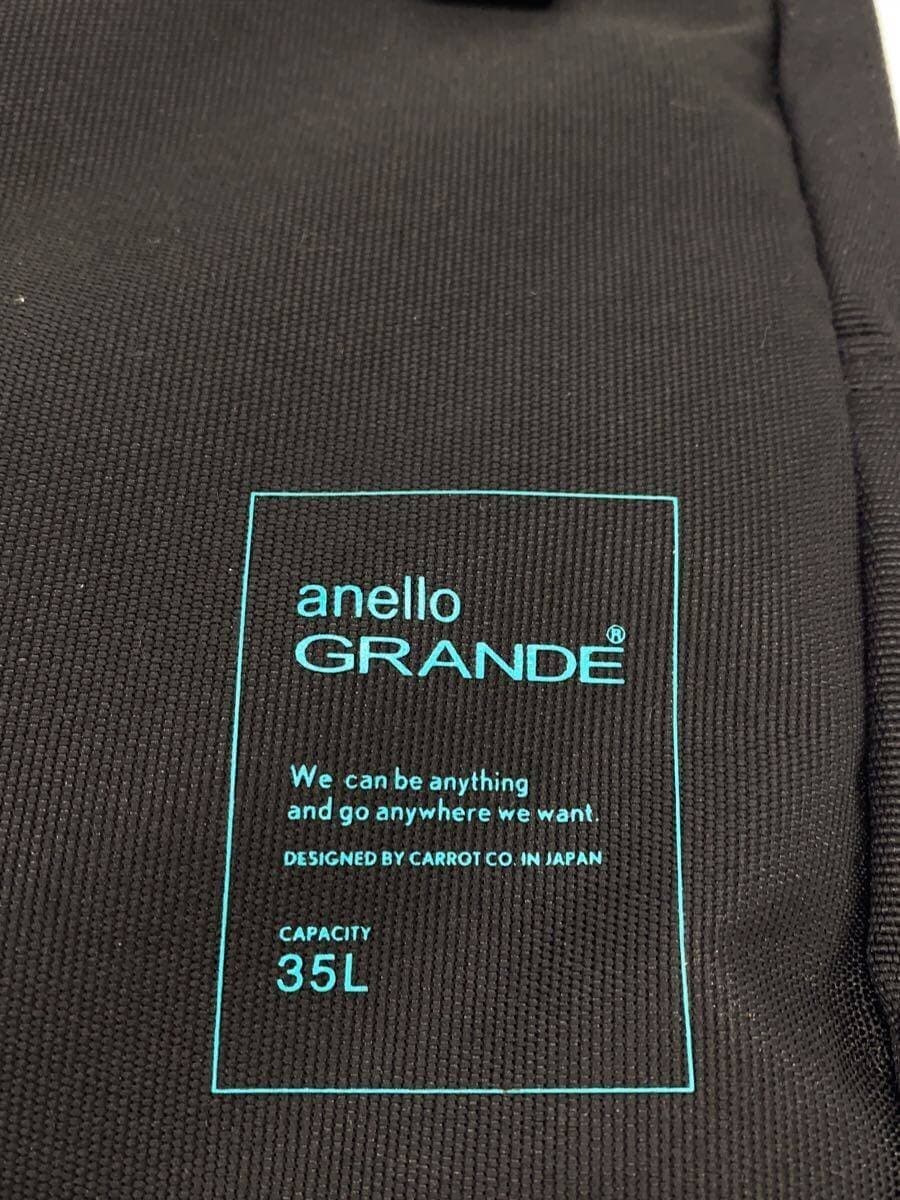 anello
GRANDE®
We can be anything
and go anywhere we want.
DESIGNED BY CARROT CO. IN JAPAN
CAPACITY
35L